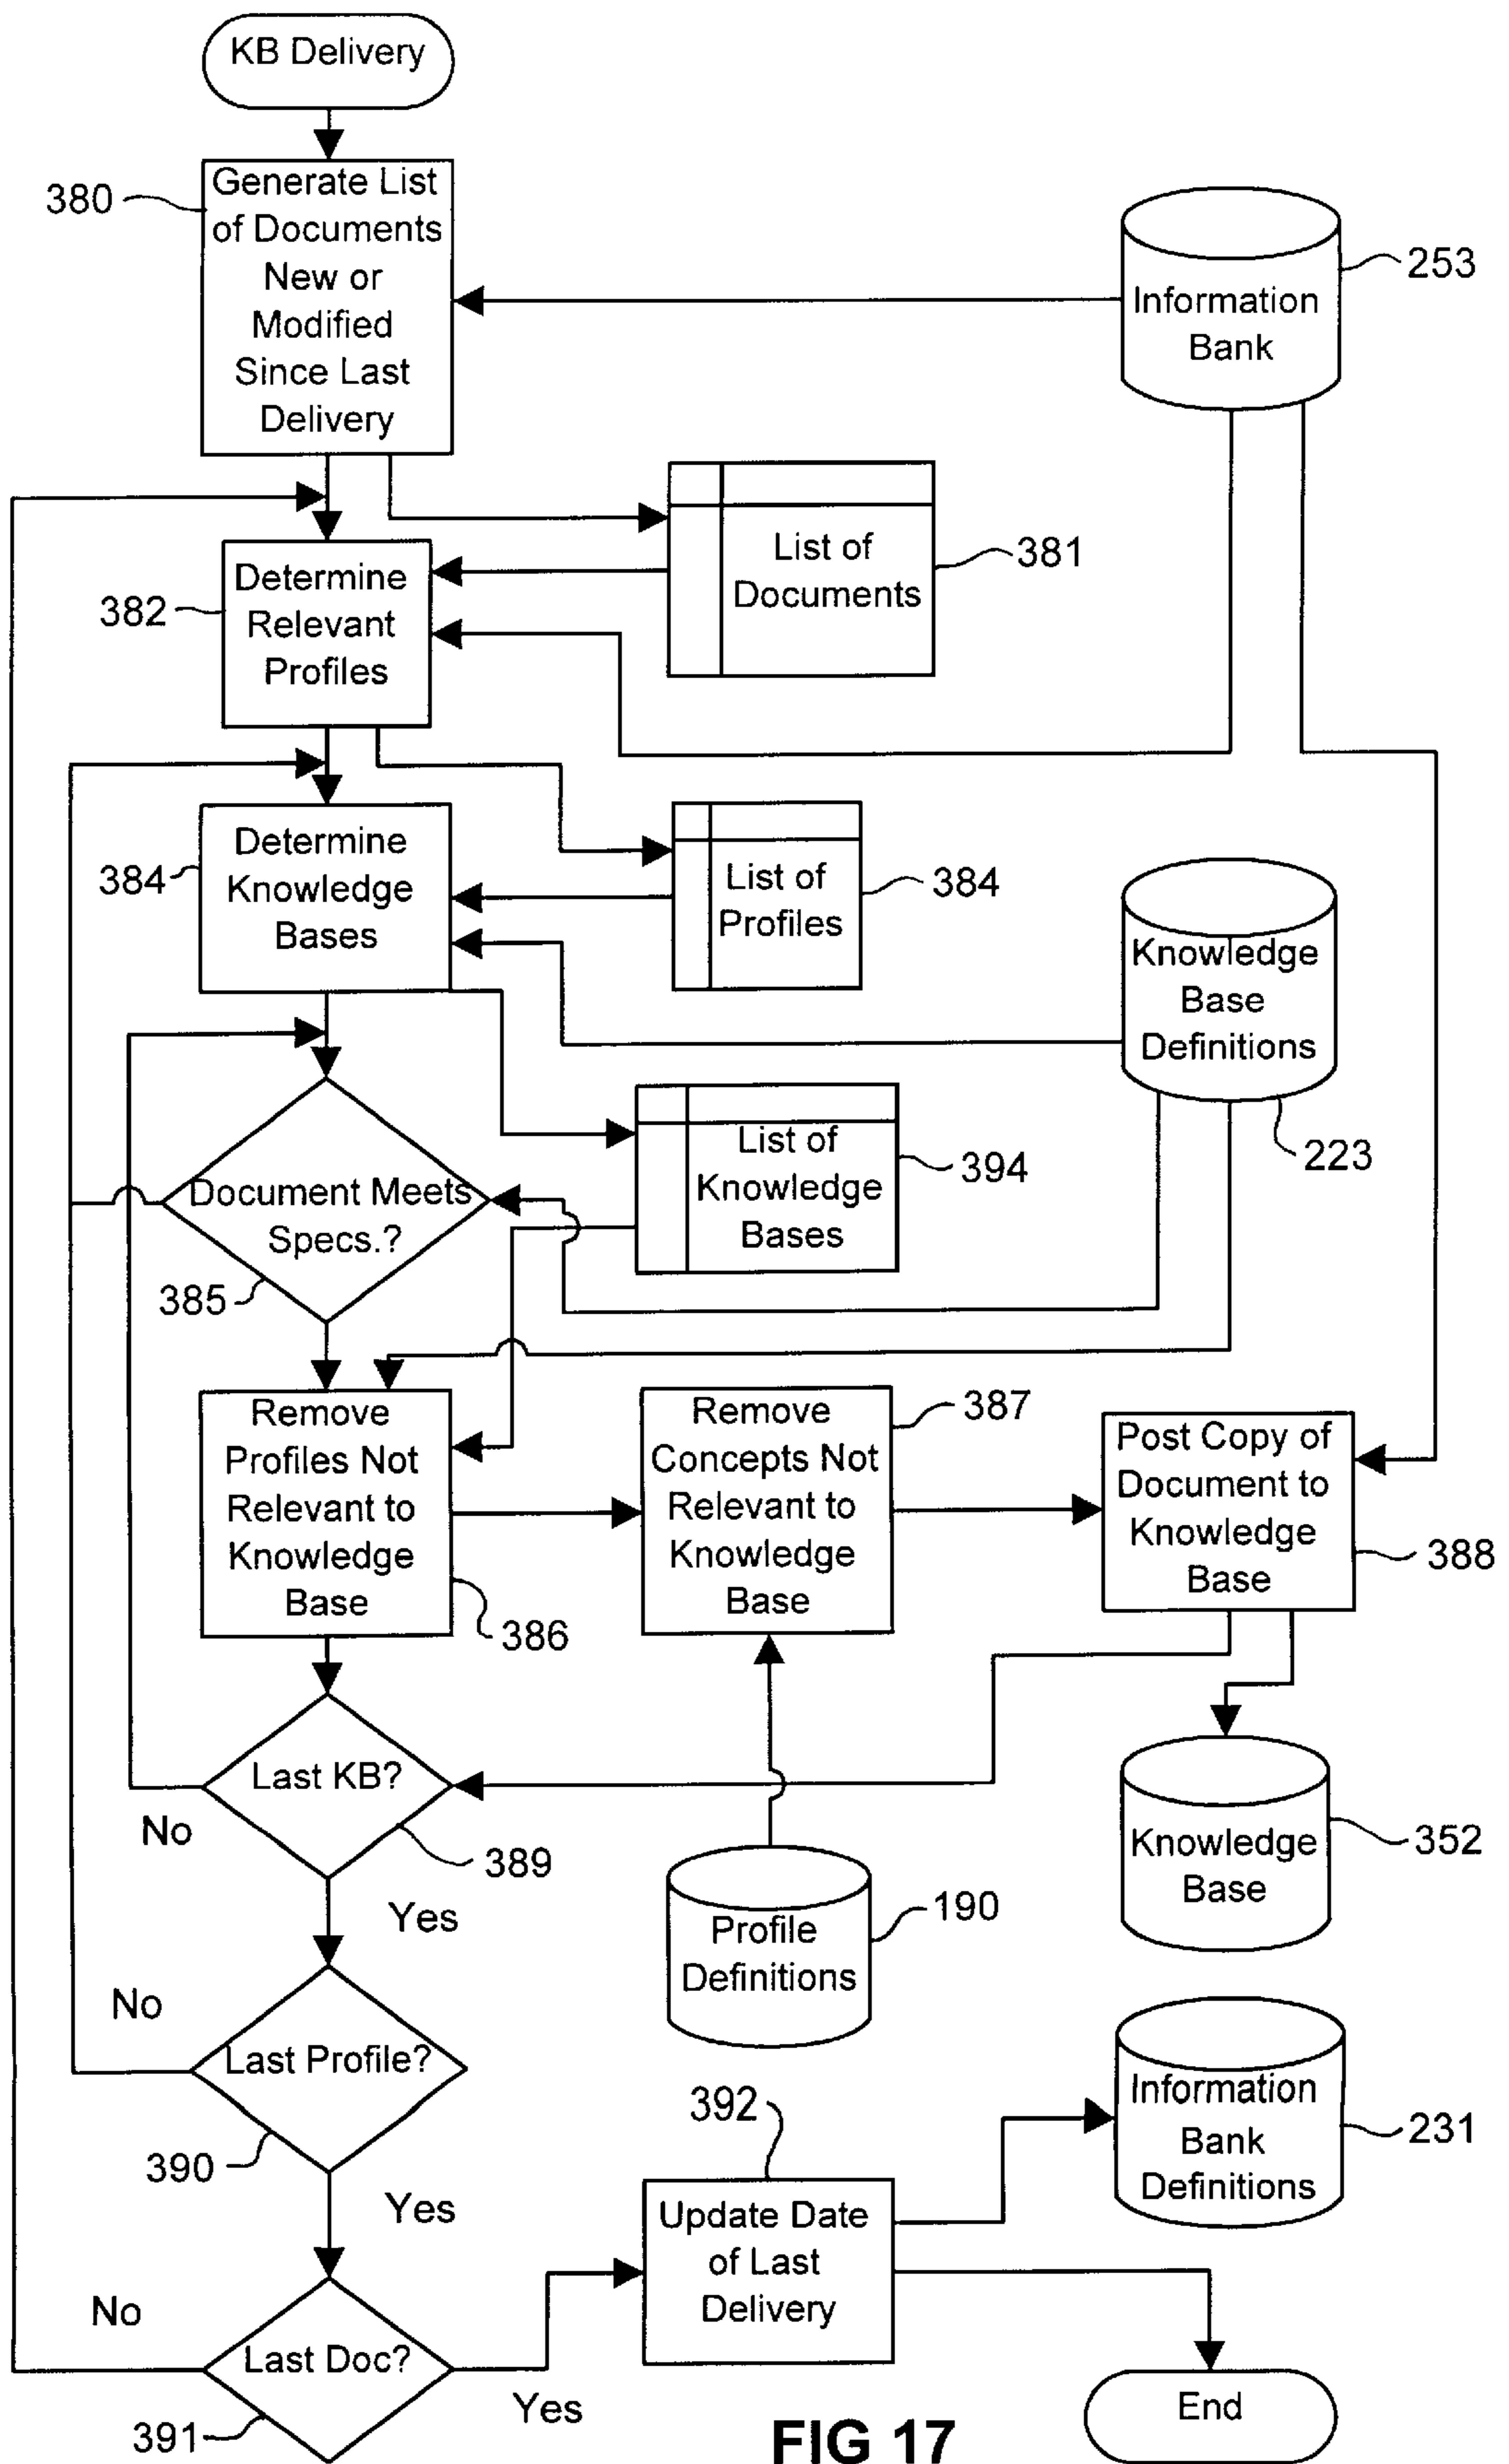 KB Delivery
380
Generate List
of Documents
New or
Modified
Since Last
Delivery
253
Information
Bank
List of
Documents
381
382
Determine
Relevant
Profiles
384
Determine
Knowledge
Bases
List of
Profiles
384
Knowledge
Base
Definitions
223
List of
Knowledge
Bases
394
Document Meets
Specs.?
385
Remove
Profiles Not
Relevant to
Knowledge
Base
386
Remove
Concepts Not
Relevant to
Knowledge
Base
387
Post Copy of
Document to
Knowledge
Base
388
Last KB?
No
389
Yes
Profile
Definitions
190
Knowledge
Base
352
No
Last Profile?
390
Yes
392
Update Date
of Last
Delivery
Information
Bank
Definitions
231
No
Last Doc?
391
Yes
End
FIG 17